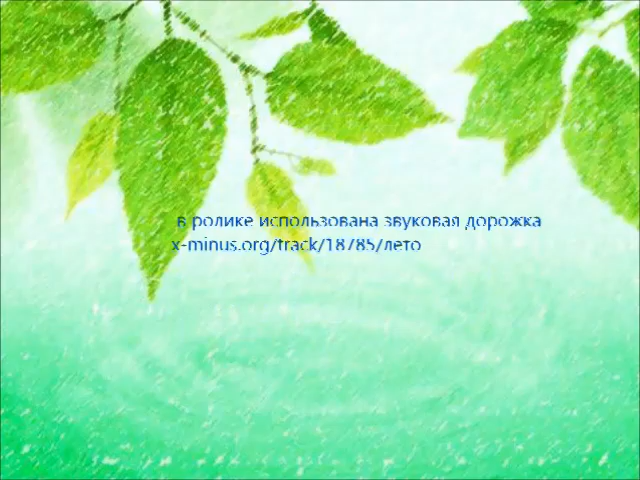 в ролике использована звуковая дорожка
x-minus.org/track/18785/лето